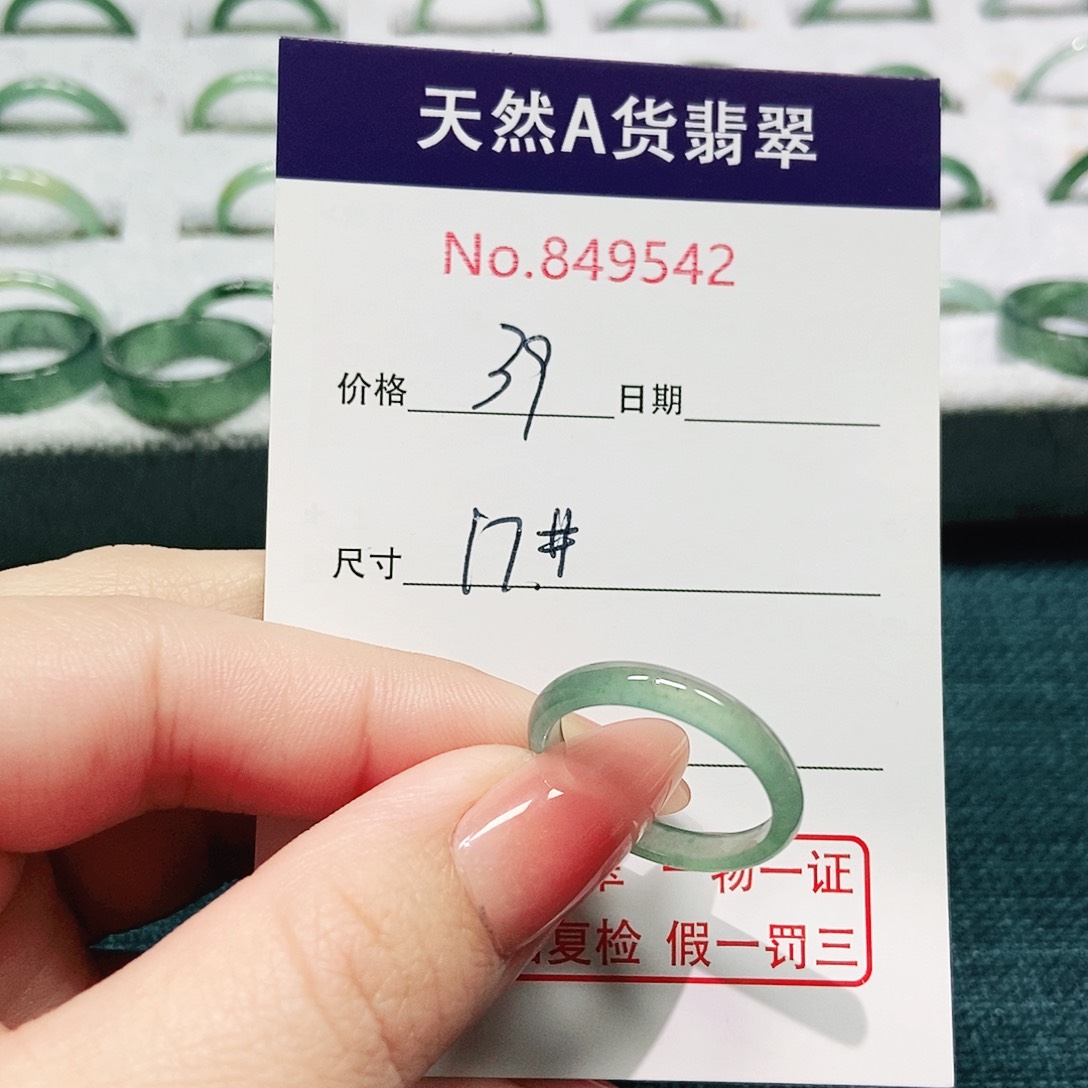 天然A货翡翠
No.849542
价格 39 日期
尺寸 17#
一物一证
复检 假一罚三